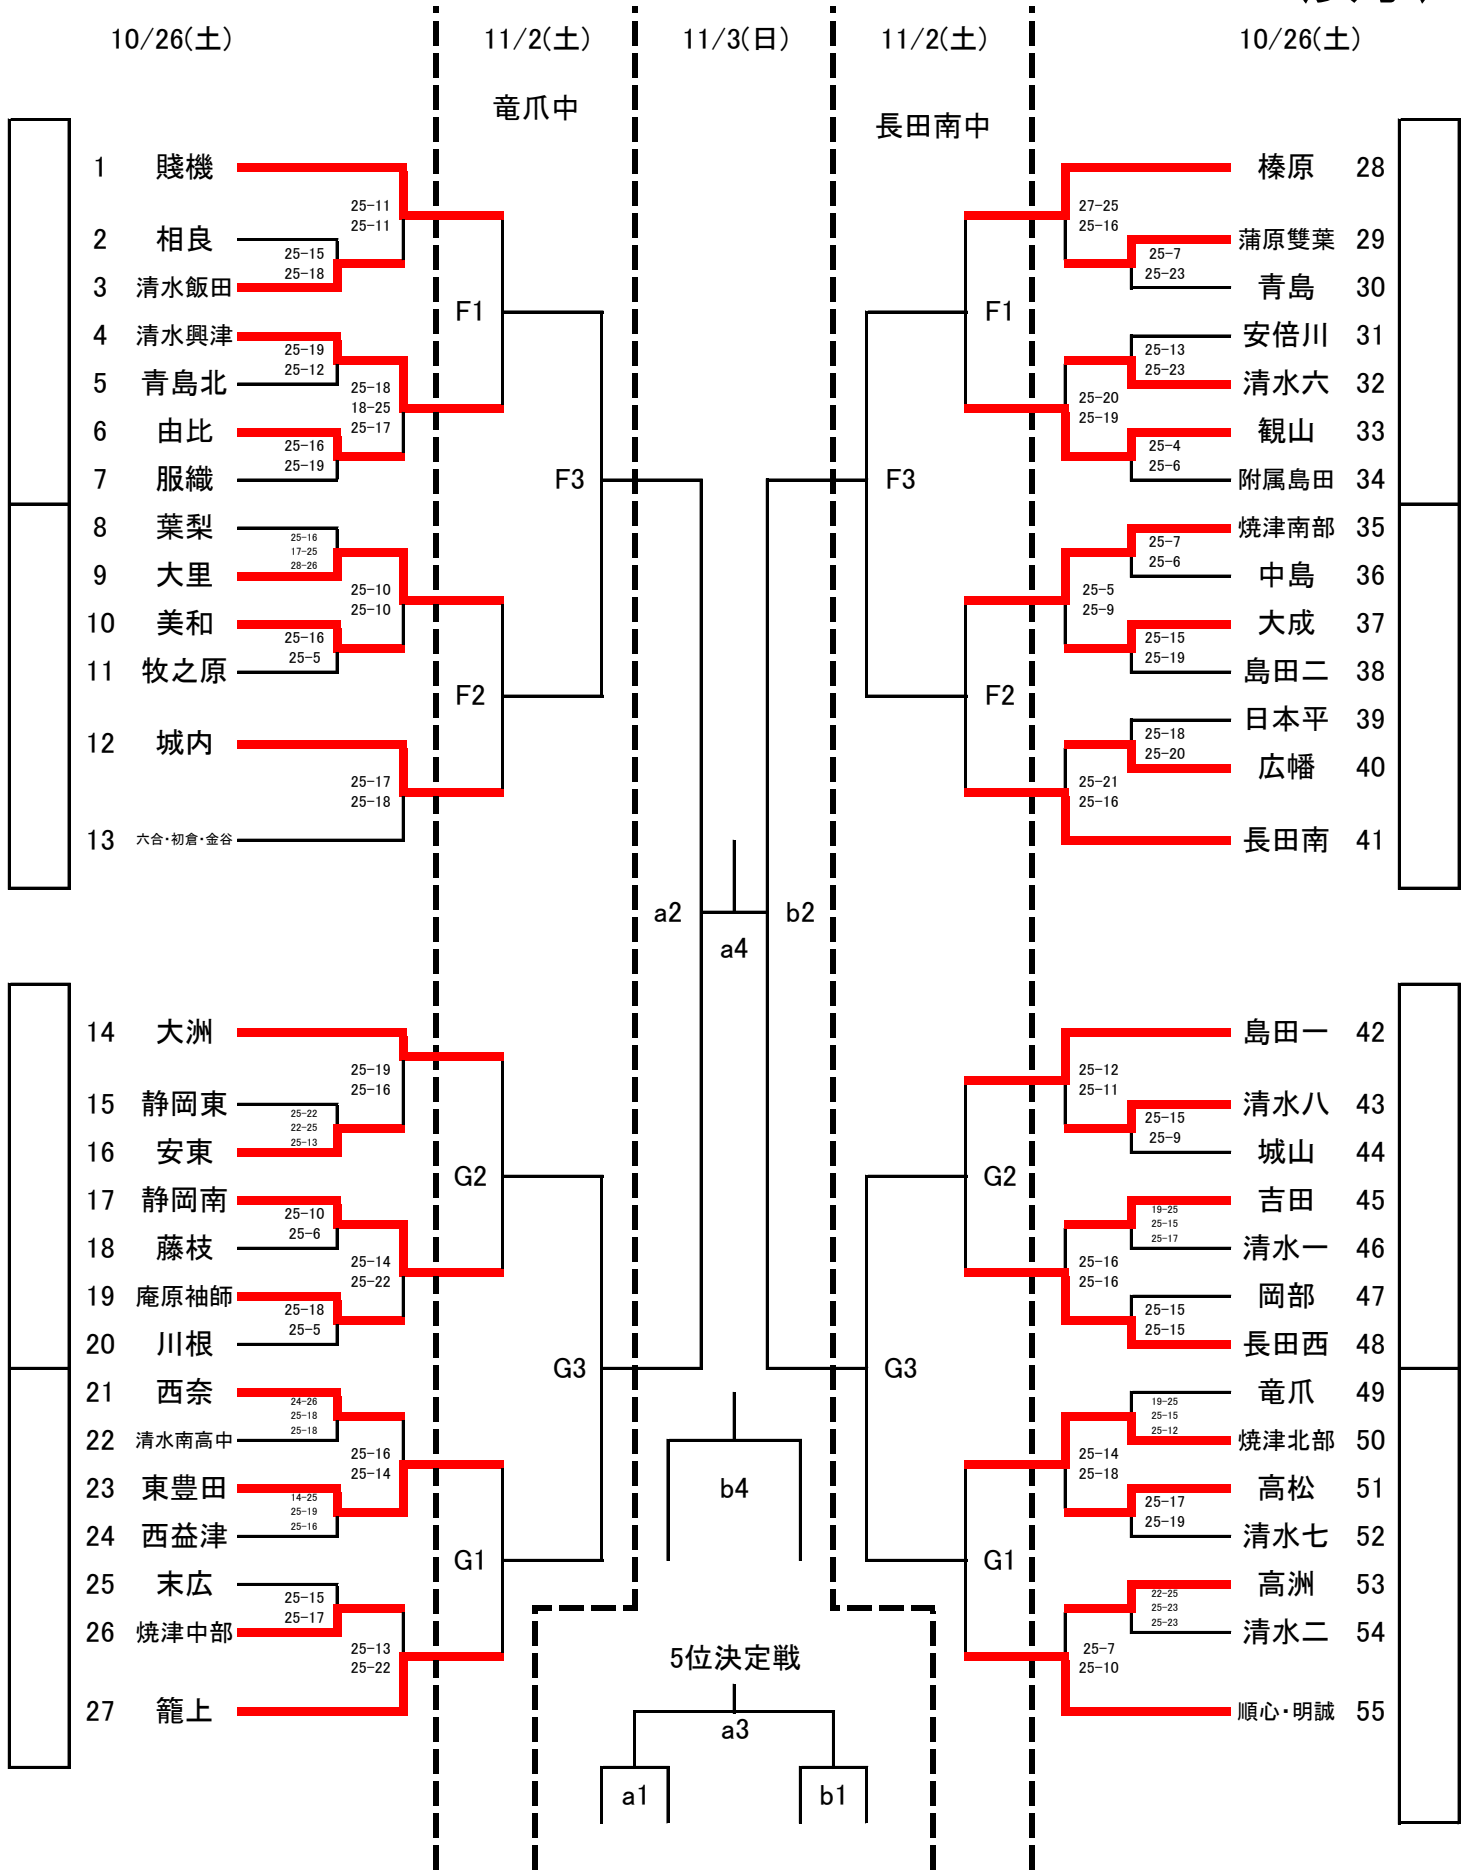 10/26(土) 11/2(土) 11/3(日) 11/2(土) 10/26(土)
竜爪中
長田南中
1 賤機
25-11
25-11
2 相良
25-15
25-18
3 清水飯田
F1
4 清水興津
25-19
25-12
5 青島北
25-18
18-25
25-17
6 由比
25-16
25-19
7 服織
F3
8 葉梨
25-16
17-25
28-26
9 大里
25-10
25-10
10 美和
25-16
25-5
11 牧之原
F2
12 城内
25-17
25-18
13 六合・初倉・金谷
a2
14 大洲
25-19
25-16
15 静岡東
25-22
22-25
25-13
16 安東
G2
17 静岡南
25-10
25-6
18 藤枝
25-14
25-22
19 庵原袖師
25-18
25-5
20 川根
G3
21 西奈
24-26
25-18
25-18
22 清水南高中
25-16
25-14
23 東豊田
14-25
25-19
25-16
24 西益津
G1
25 末広
25-15
25-17
26 焼津中部
25-13
25-22
27 籠上
a4
b4
5位決定戦
a3
a1 b1
榛原 28
27-25
25-16
蒲原雙葉 29
25-7
25-23
青島 30
F1
安倍川 31
25-13
25-23
清水六 32
25-20
25-19
観山 33
25-4
25-6
附属島田 34
F3
焼津南部 35
25-7
25-6
中島 36
25-5
25-9
大成 37
25-15
25-19
島田二 38
F2
日本平 39
25-18
25-20
広幡 40
25-21
25-16
長田南 41
b2
島田一 42
25-12
25-11
清水八 43
25-15
25-9
城山 44
G2
吉田 45
19-25
25-15
25-17
清水一 46
25-16
25-16
岡部 47
25-15
25-15
長田西 48
G3
竜爪 49
19-25
25-15
25-12
焼津北部 50
25-14
25-18
高松 51
25-17
25-19
清水七 52
G1
高洲 53
22-25
25-23
25-23
清水二 54
25-7
25-10
順心・明誠 55